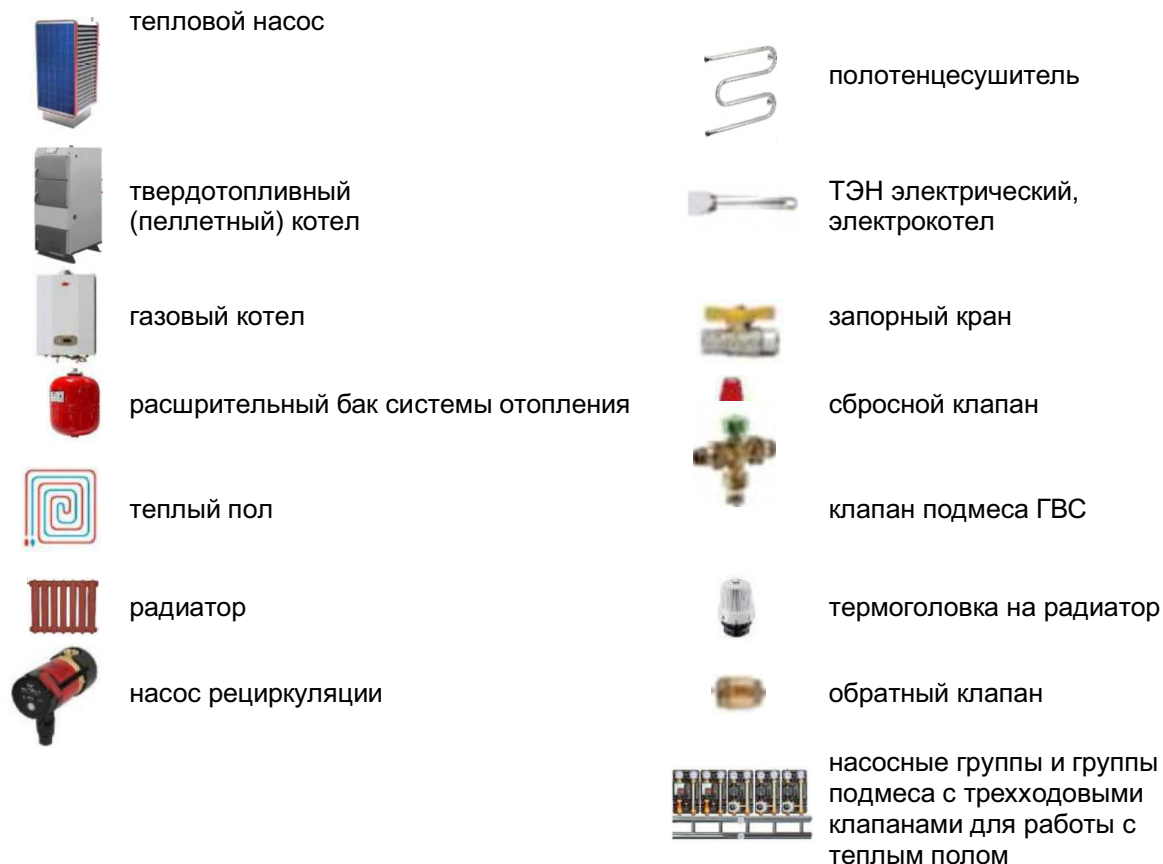 тепловой насос
твердотопливный
(пеллетный) котел
газовый котел
расшрительный бак системы отопления
теплый пол
радиатор
насос рециркуляции
полотенцесушитель
ТЭН электрический,
электрокотел
запорный кран
сбросной клапан
клапан подмеса ГВС
термоголовка на радиатор
обратный клапан
насосные группы и группы
подмеса с трехходовыми
клапанами для работы с
теплым полом